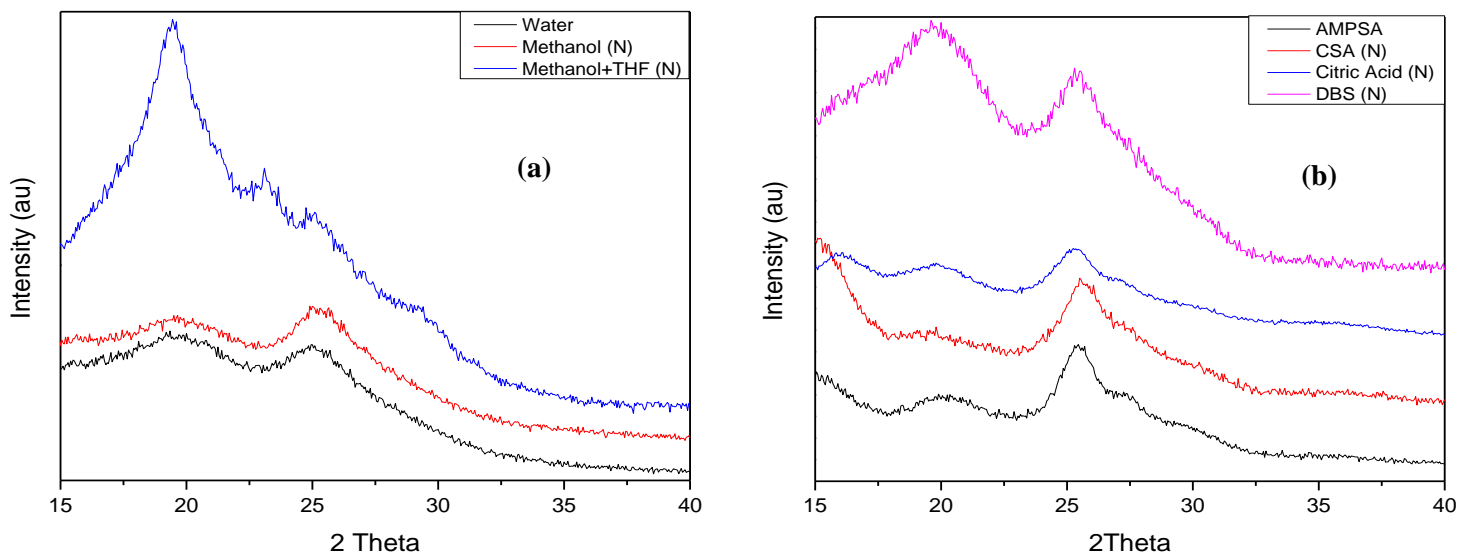 Water
Methanol (N)
Methanol+THF (N)
(a)
Intensity (au)
15 20 25 30 35 40
2 Theta
AMPSA
CSA (N)
Citric Acid (N)
DBS (N)
(b)
Intensity (au)
15 20 25 30 35 40
2Theta